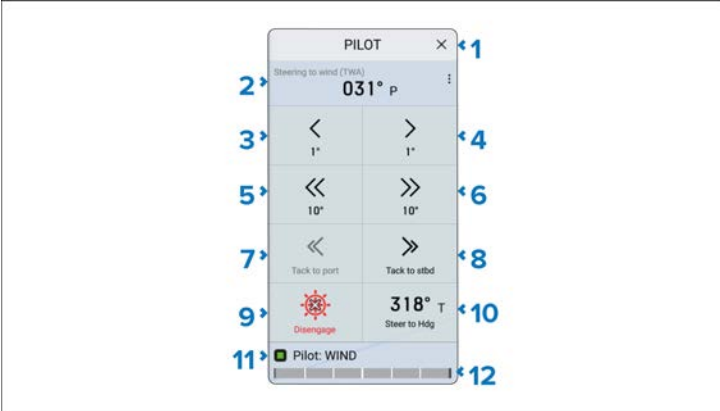 PILOT ×
1
Steering to wind (TWA)
2
031° P
3
1°
1°
4
5
10°
10°
6
7
Tack to port
Tack to stbd
8
9
Disengage
318° T
Steer to Hdg
10
11
Pilot: WIND
12